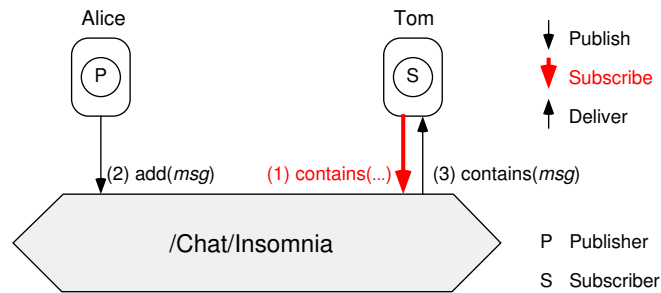 Alice
Tom
P
S
Publish
Subscribe
Deliver
(2) add(msg)
(1) contains(...)
(3) contains(msg)
/Chat/Insomnia
P Publisher
S Subscriber